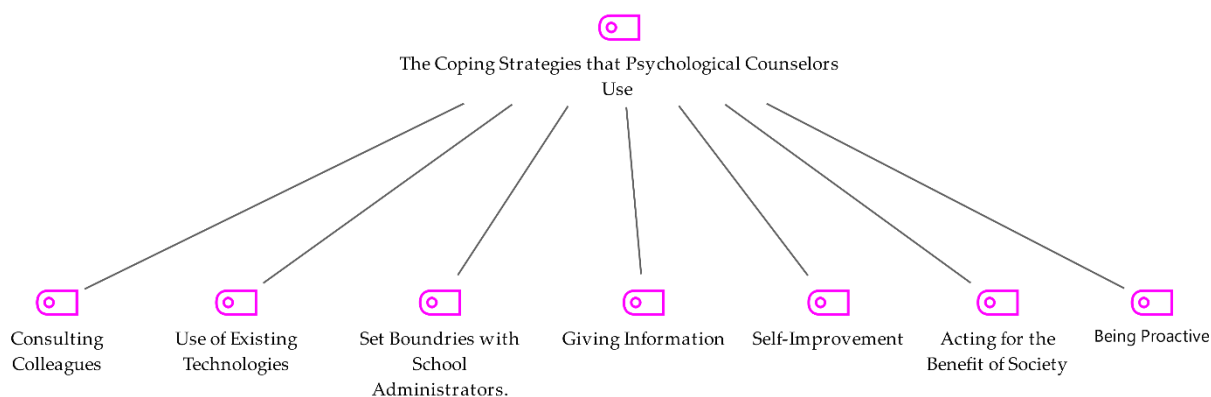 The Coping Strategies that Psychological Counselors
Use
Consulting
Colleagues
Use of Existing
Technologies
Set Boundries with
School
Administrators.
Giving Information
Self-Improvement
Acting for the
Benefit of Society
Being Proactive